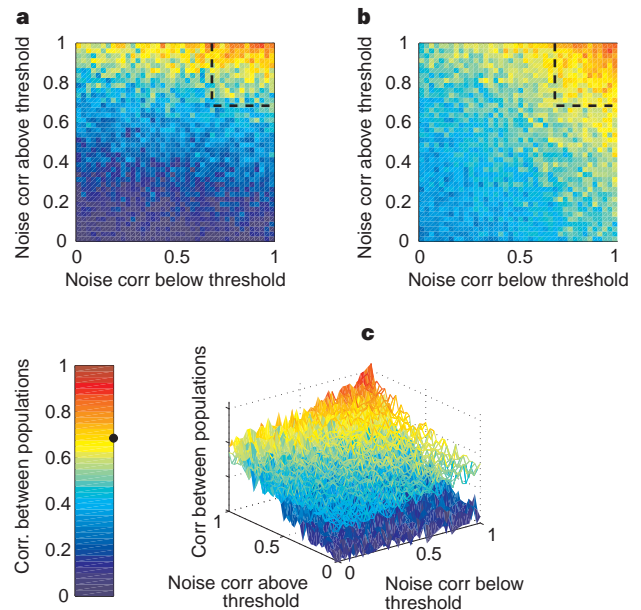 a
b
1
0.8
0.6
0.4
0.2
0
Noise corr above threshold
0
0.5
1
Noise corr below threshold
1
0.8
0.6
0.4
0.2
0
Noise corr above threshold
0
0.5
1
Noise corr below threshold
c
1
0.8
0.6
0.4
0.2
0
Corr. between populations
Corr between populations
1
0.5
0
Noise corr above
threshold
0
0.5
1
Noise corr below
threshold